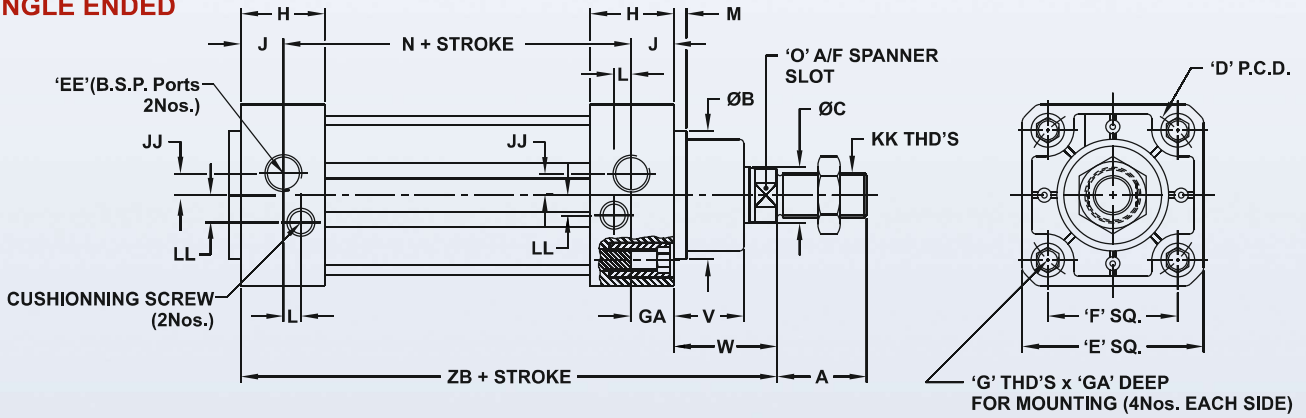 NGLE ENDED
H
H
M
J
N + STROKE
J
'O' A/F SPANNER
SLOT
'D' P.C.D.
L
'EE'(B.S.P. Ports
2Nos.)
ØB
ØC
JJ
JJ
KK THD'S
LL
LL
CUSHIONNING SCREW
(2Nos.)
L
GA
V
'F' SQ.
W
'E' SQ.
ZB + STROKE
A
'G' THD'S x 'GA' DEEP
FOR MOUNTING (4Nos. EACH SIDE)